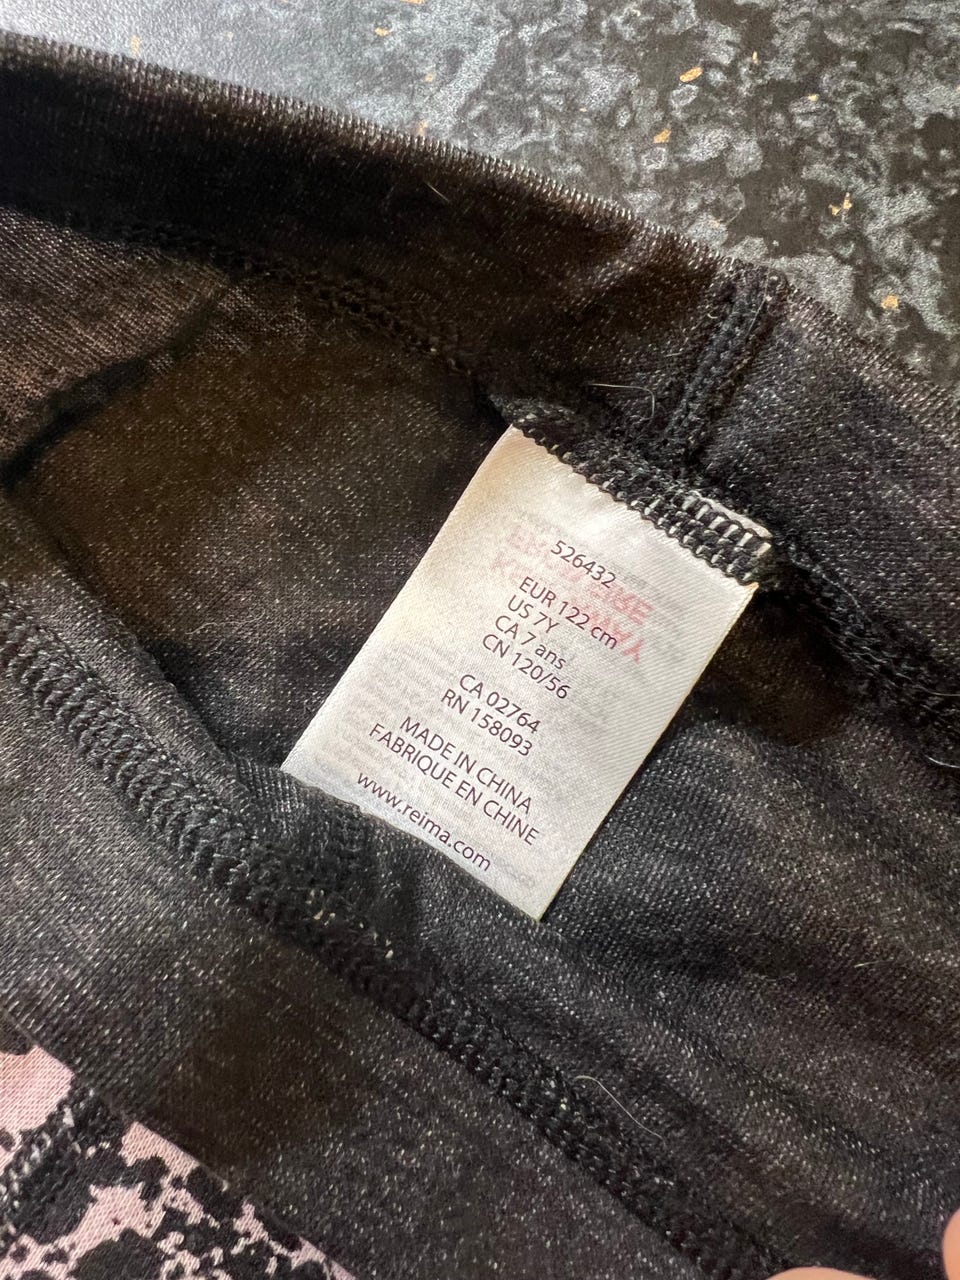 526432
EUR 122 cm
US 7Y
CA 7 ans
CN 120/56
CA 02764
RN 158093
MADE IN CHINA
FABRIQUE EN CHINE
www.reima.com